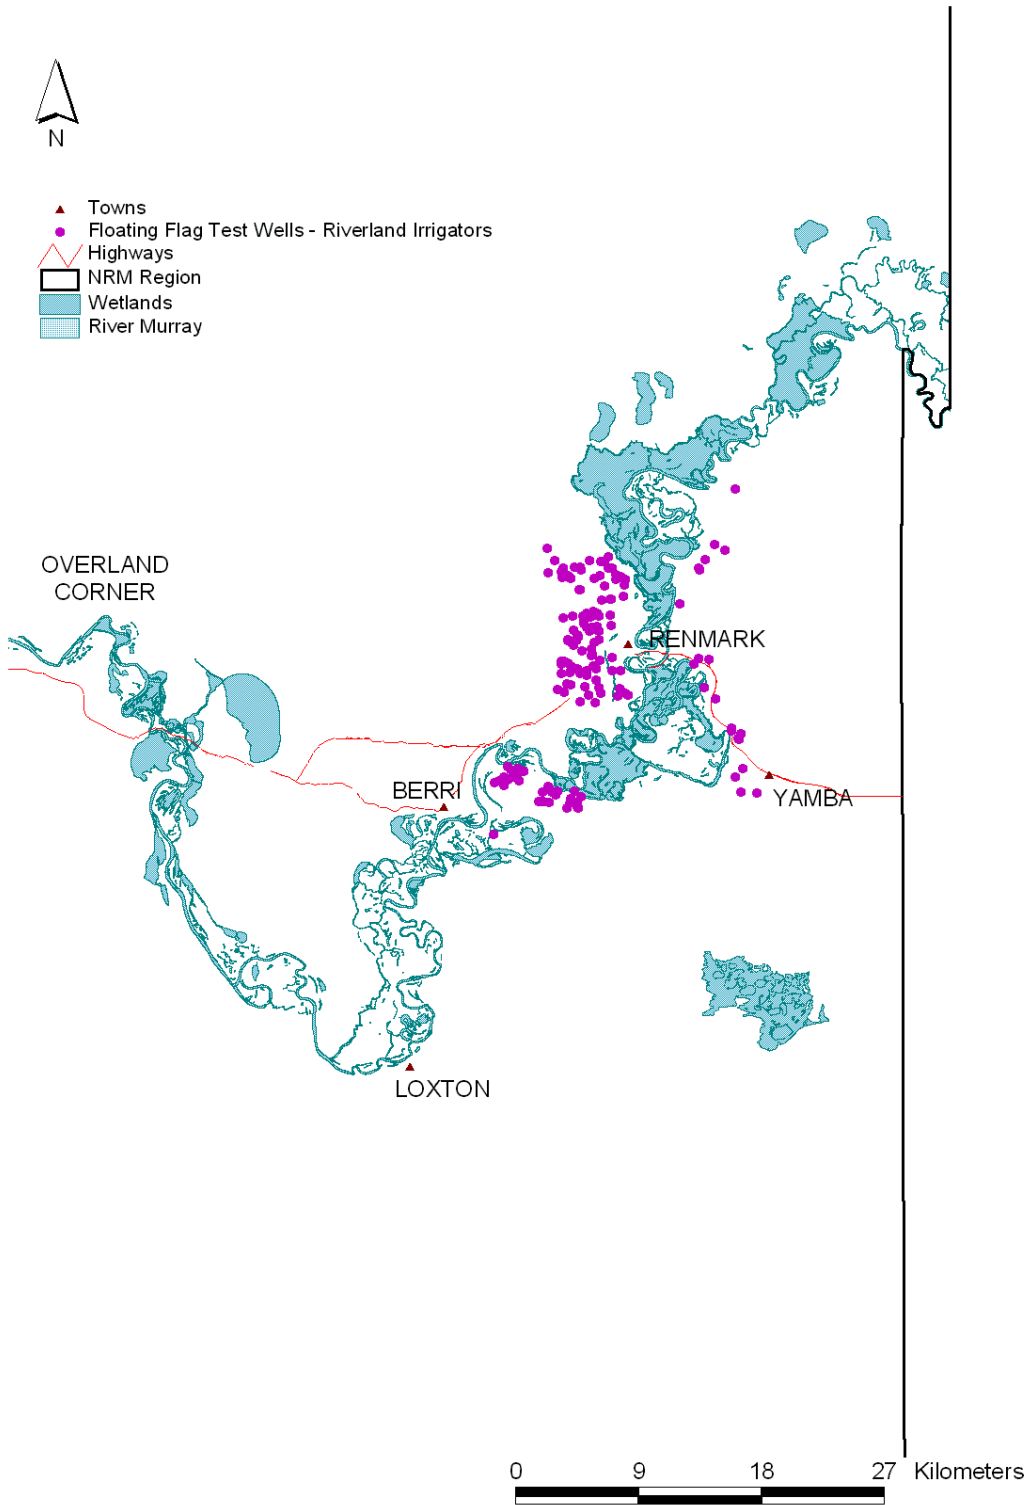 N
Towns
Floating Flag Test Wells - Riverland Irrigators
Highways
NRM Region
Wetlands
River Murray
OVERLAND
CORNER
RENMARK
BERRI
YAMBA
LOXTON
0 9 18 27 Kilometers